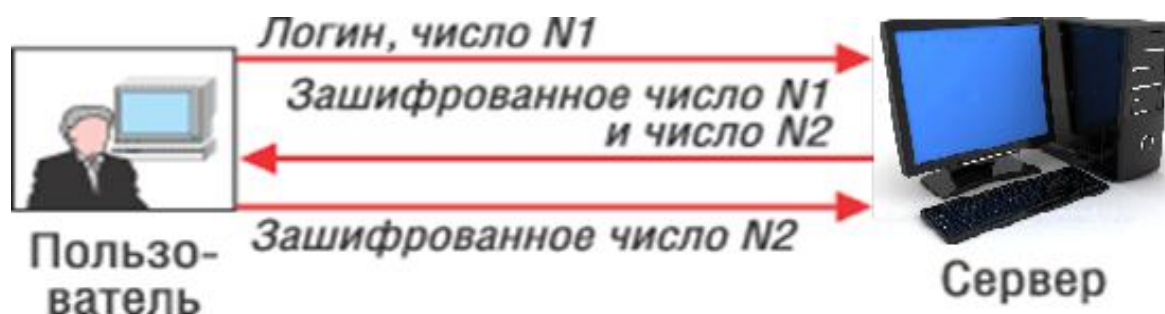 Логин, число N1
Зашифрованное число N1
и число N2
Зашифрованное число N2
Пользо-
ватель
Сервер